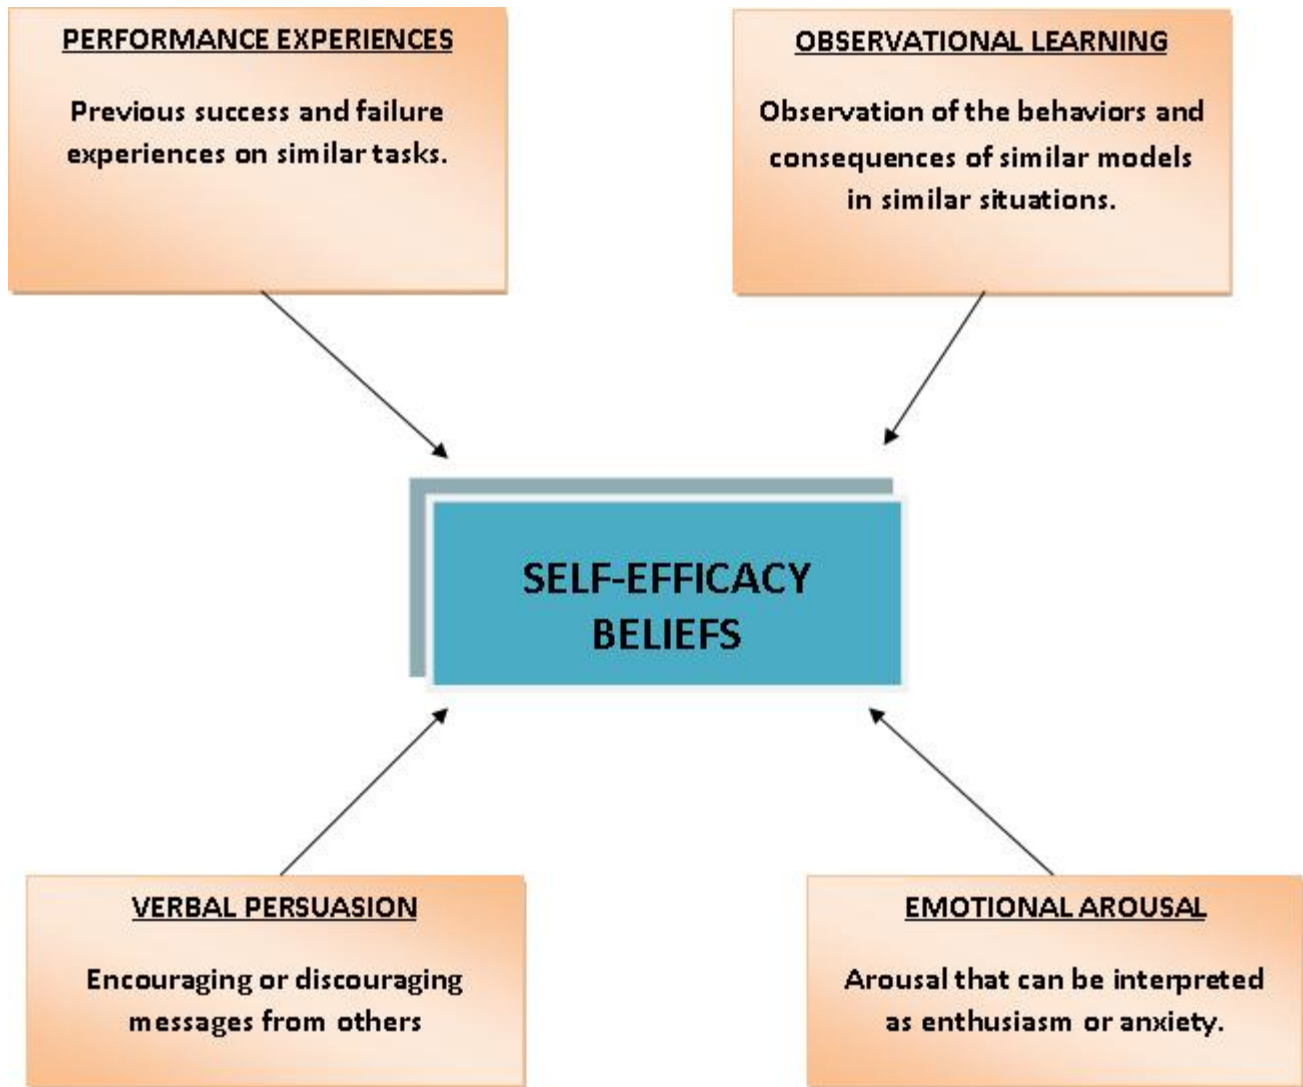 PERFORMANCE EXPERIENCES
Previous success and failure
experiences on similar tasks.
OBSERVATIONAL LEARNING
Observation of the behaviors and
consequences of similar models
in similar situations.
SELF-EFFICACY
BELIEFS
VERBAL PERSUASION
Encouraging or discouraging
messages from others
EMOTIONAL AROUSAL
Arousal that can be interpreted
as enthusiasm or anxiety.